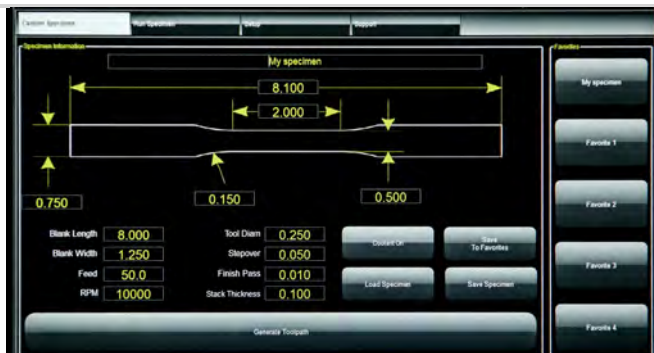 Custom Specimen
Run Specimen
Setup
Support
Specimen Information
My specimen
8.100
2.000
0.750
0.150
0.500
Blank Length 8.000
Blank Width 1.250
Feed 50.0
RPM 10000
Tool Diam 0.250
Stepover 0.050
Finish Pass 0.010
Stack Thickness 0.100
Coolant On
Save
To Favorites
Load Specimen
Save Specimen
Generate Toolpath
Favorites
My specimen
Favorite 1
Favorite 2
Favorite 3
Favorite 4